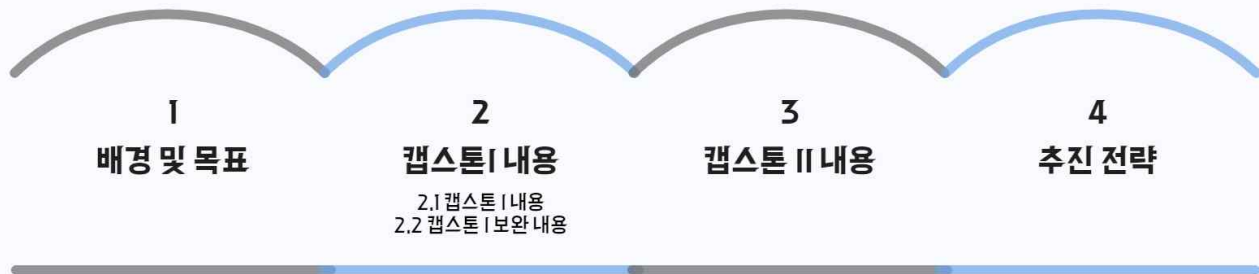 1
배경 및 목표
2
캡스톤I 내용
2.1 캡스톤 I 내용
2.2 캡스톤 I 보완 내용
3
캡스톤 II 내용
4
추진 전략